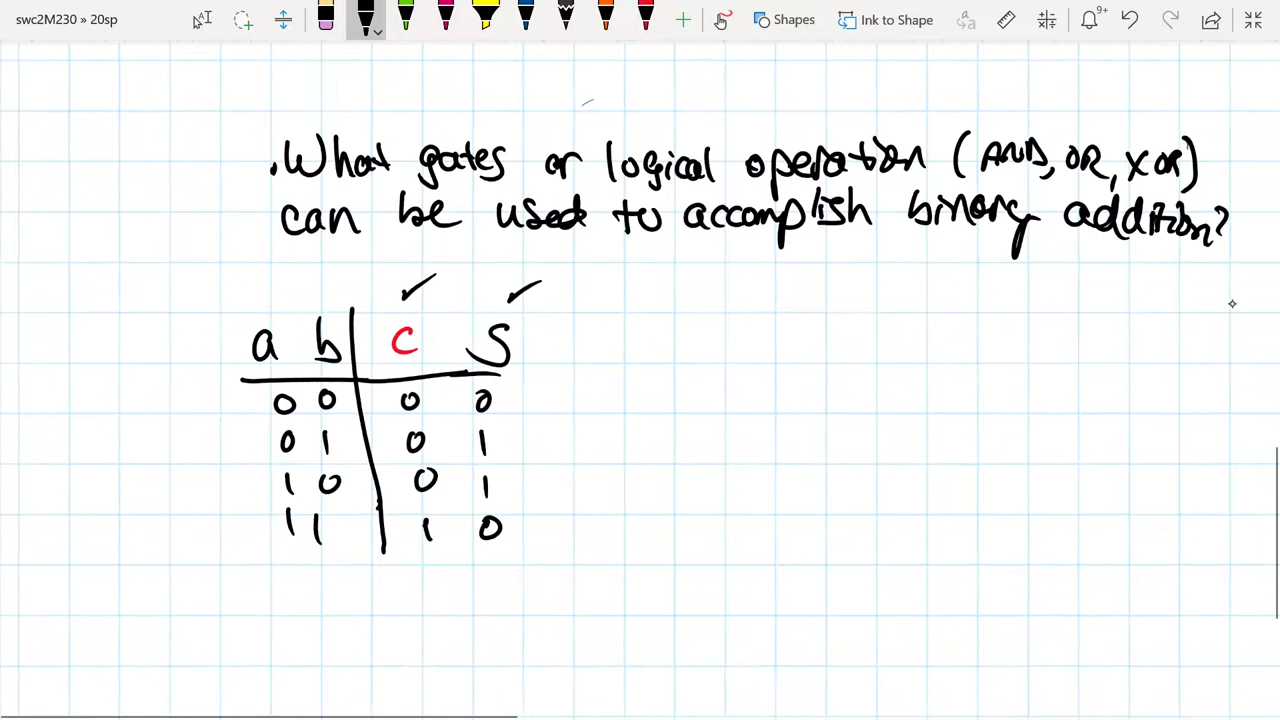 swc2M230 » 20sp
Shapes
Ink to Shape
9+
.What gates or logical operation (AND, OR, XOR)
can be used to accomplish binary addition?
a b c S
0 0 0 0
0 1 0 1
1 0 0 1
1 1 1 0